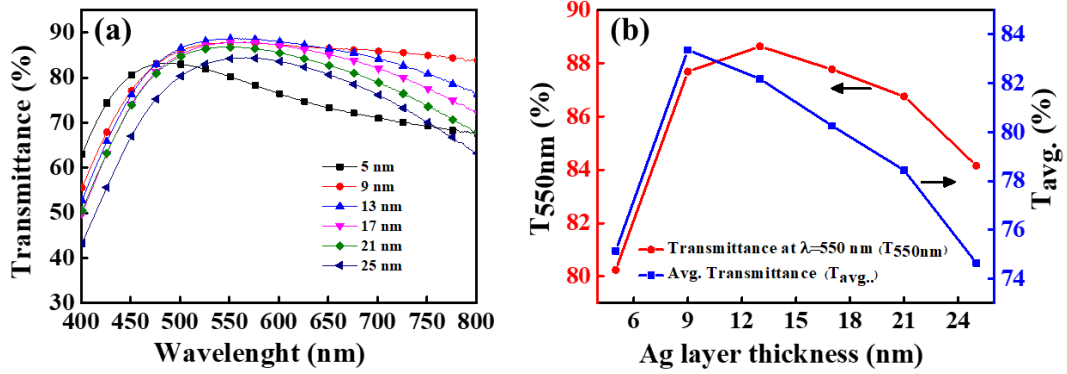 (a)
Transmittance (%)
90
80
70
60
50
40
30
5 nm
9 nm
13 nm
17 nm
21 nm
25 nm
400 450 500 550 600 650 700 750 800
Wavelenght (nm)
(b)
T550nm (%)
90
88
86
84
82
80
Transmittance at λ=550 nm (T550nm)
Avg. Transmittance (Tavg..)
6 9 12 15 18 21 24
Ag layer thickness (nm)
84
82
80
78
76
74
Tavg. (%)